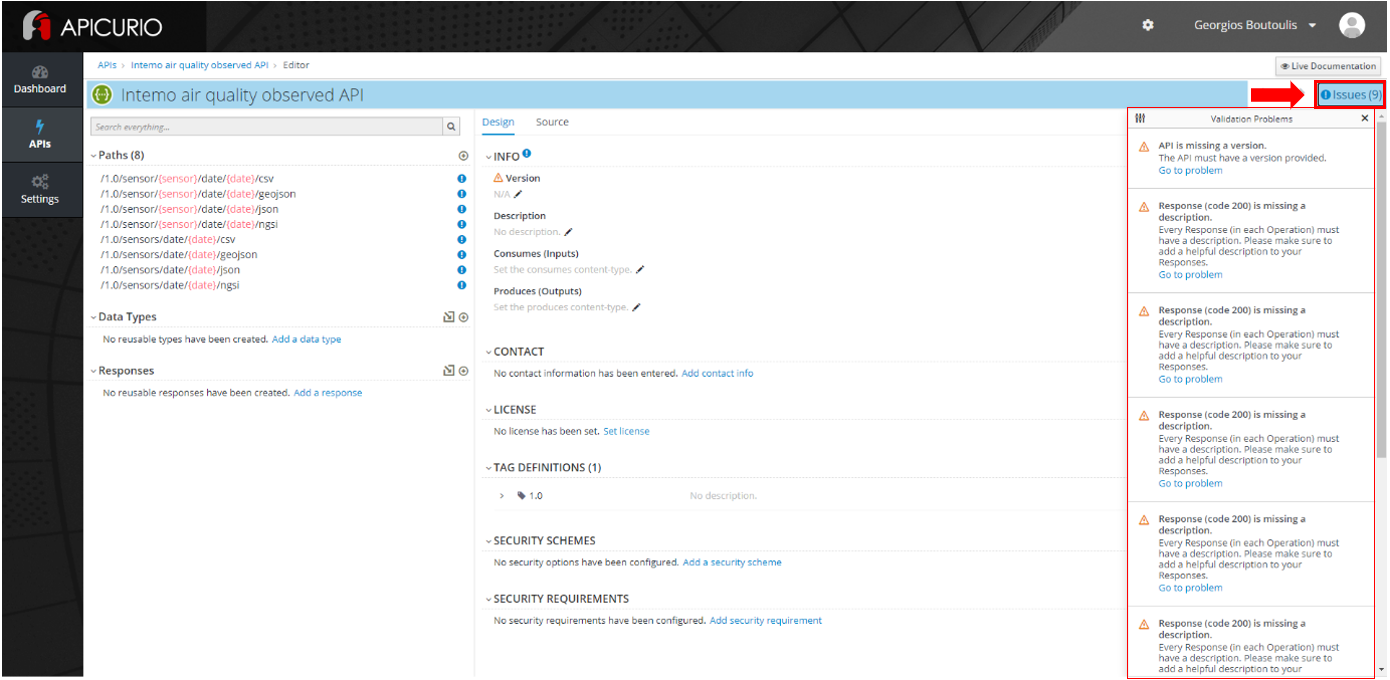 APICURIO
Georgios Boutoulis
Dashboard
APIs
Settings
APIs › Intemo air quality observed API › Editor
Live Documentation
Intemo air quality observed API
Issues (9)
Search everything...
Paths (8)
/1.0/sensor/{sensor}/date/{date}/csv
/1.0/sensor/{sensor}/date/{date}/geojson
/1.0/sensor/{sensor}/date/{date}/json
/1.0/sensor/{sensor}/date/{date}/ngsi
/1.0/sensors/date/{date}/csv
/1.0/sensors/date/{date}/geojson
/1.0/sensors/date/{date}/json
/1.0/sensors/date/{date}/ngsi
Data Types
No reusable types have been created. Add a data type
Responses
No reusable responses have been created. Add a response
Design Source
INFO
Version
N/A
Description
No description.
Consumes (Inputs)
Set the consumes content-type.
Produces (Outputs)
Set the produces content-type.
CONTACT
No contact information has been entered. Add contact info
LICENSE
No license has been set. Set license
TAG DEFINITIONS (1)
1.0 No description.
SECURITY SCHEMES
No security options have been configured. Add a security scheme
SECURITY REQUIREMENTS
No security requirements have been configured. Add security requirement
Validation Problems
API is missing a version.
The API must have a version provided.
Go to problem
Response (code 200) is missing a
description.
Every Response (in each Operation) must
have a description. Please make sure to
add a helpful description to your
Responses.
Go to problem
Response (code 200) is missing a
description.
Every Response (in each Operation) must
have a description. Please make sure to
add a helpful description to your
Responses.
Go to problem
Response (code 200) is missing a
description.
Every Response (in each Operation) must
have a description. Please make sure to
add a helpful description to your
Responses.
Go to problem
Response (code 200) is missing a
description.
Every Response (in each Operation) must
have a description. Please make sure to
add a helpful description to your
Responses.
Go to problem
Response (code 200) is missing a
description.
Every Response (in each Operation) must
have a description. Please make sure to
add a helpful description to your